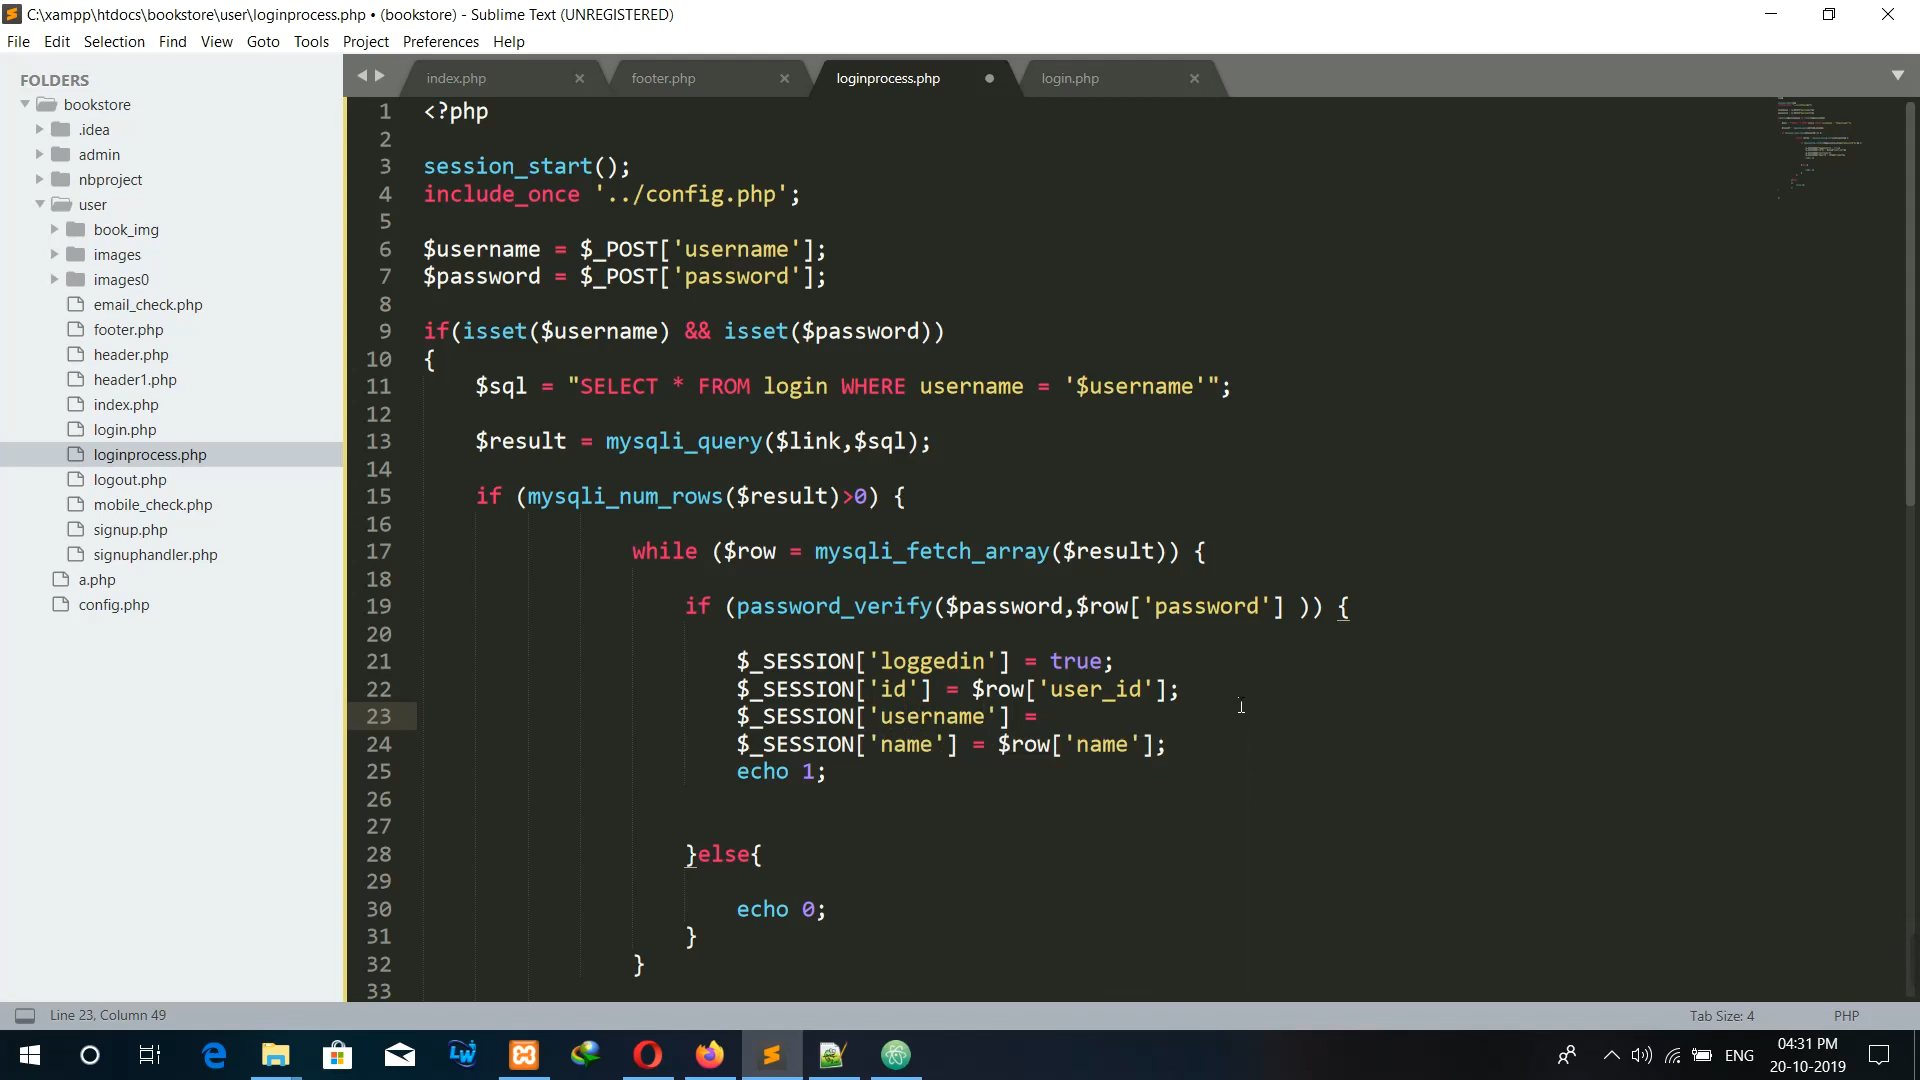 C:\xampp\htdocs\bookstore\user\loginprocess.php • (bookstore) - Sublime Text (UNREGISTERED)
File Edit Selection Find View Goto Tools Project Preferences Help
FOLDERS
bookstore
.idea
admin
nbproject
user
book_img
images
images0
email_check.php
footer.php
header.php
header1.php
index.php
login.php
loginprocess.php
logout.php
mobile_check.php
signup.php
signuphandler.php
a.php
config.php
index.php footer.php loginprocess.php login.php
1 <?php
2
3 session_start();
4 include_once '../config.php';
5
6 $username = $_POST['username'];
7 $password = $_POST['password'];
8
9 if(isset($username) && isset($password))
10 {
11 $sql = "SELECT * FROM login WHERE username = '$username'";
12
13 $result = mysqli_query($link,$sql);
14
15 if (mysqli_num_rows($result)>0) {
16
17 while ($row = mysqli_fetch_array($result)) {
18
19 if (password_verify($password,$row['password'] )) {
20
21 $_SESSION['loggedin'] = true;
22 $_SESSION['id'] = $row['user_id'];
23 $_SESSION['username'] =
24 $_SESSION['name'] = $row['name'];
25 echo 1;
26
27
28 }else{
29
30 echo 0;
31 }
32 }
33
Line 23, Column 49 Tab Size: 4 PHP
ENG 04:31 PM
20-10-2019